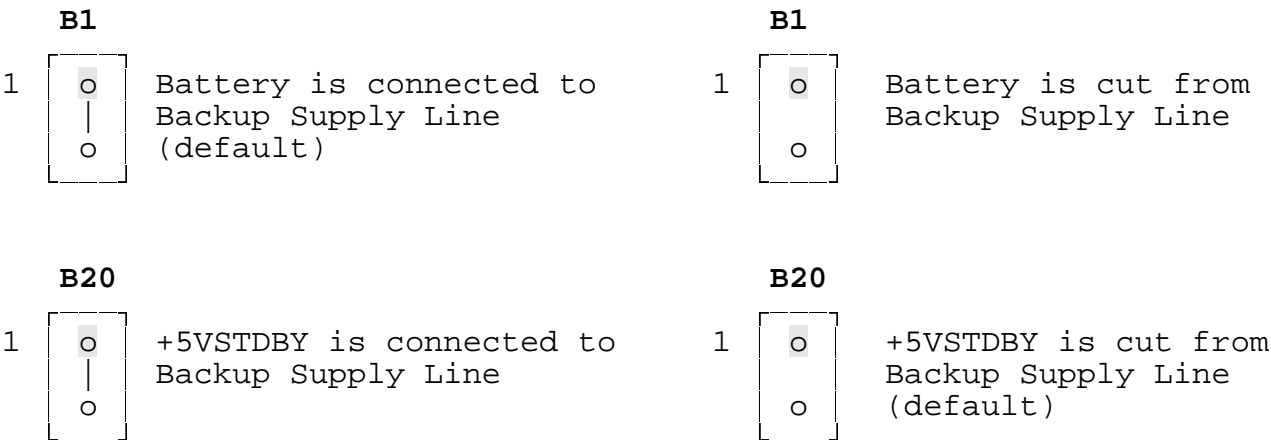 B1
1 o Battery is connected to
| Backup Supply Line
o (default)
B1
1 o Battery is cut from
Backup Supply Line
o
B20
1 o +5VSTDBY is connected to
| Backup Supply Line
o
B20
1 o +5VSTDBY is cut from
Backup Supply Line
o (default)